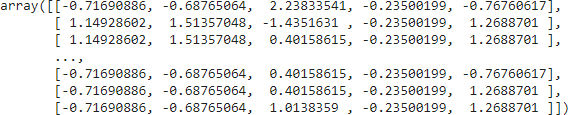 array([[-0.71690886, -0.68765064,  2.23833541, -0.23500199, -0.76760617],
       [ 1.14928602,  1.51357048, -1.4351631 , -0.23500199,  1.2688701 ],
       [ 1.14928602,  1.51357048,  0.40158615, -0.23500199,  1.2688701 ],
       ...,
       [-0.71690886, -0.68765064,  0.40158615, -0.23500199, -0.76760617],
       [-0.71690886, -0.68765064,  0.40158615, -0.23500199,  1.2688701 ],
       [-0.71690886, -0.68765064,  1.0138359 , -0.23500199,  1.2688701 ]])